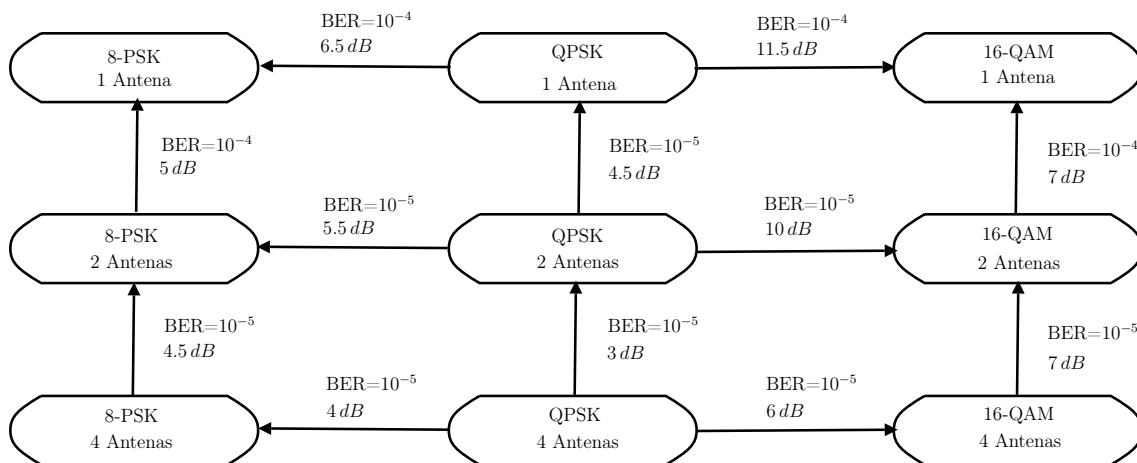 BER=10⁻⁴
6.5 dB
BER=10⁻⁴
11.5 dB
8-PSK
1 Antena
QPSK
1 Antena
16-QAM
1 Antena
BER=10⁻⁴
5 dB
BER=10⁻⁵
4.5 dB
BER=10⁻⁴
7 dB
BER=10⁻⁵
5.5 dB
BER=10⁻⁵
10 dB
8-PSK
2 Antenas
QPSK
2 Antenas
16-QAM
2 Antenas
BER=10⁻⁵
4.5 dB
BER=10⁻⁵
3 dB
BER=10⁻⁵
7 dB
BER=10⁻⁵
4 dB
BER=10⁻⁵
6 dB
8-PSK
4 Antenas
QPSK
4 Antenas
16-QAM
4 Antenas